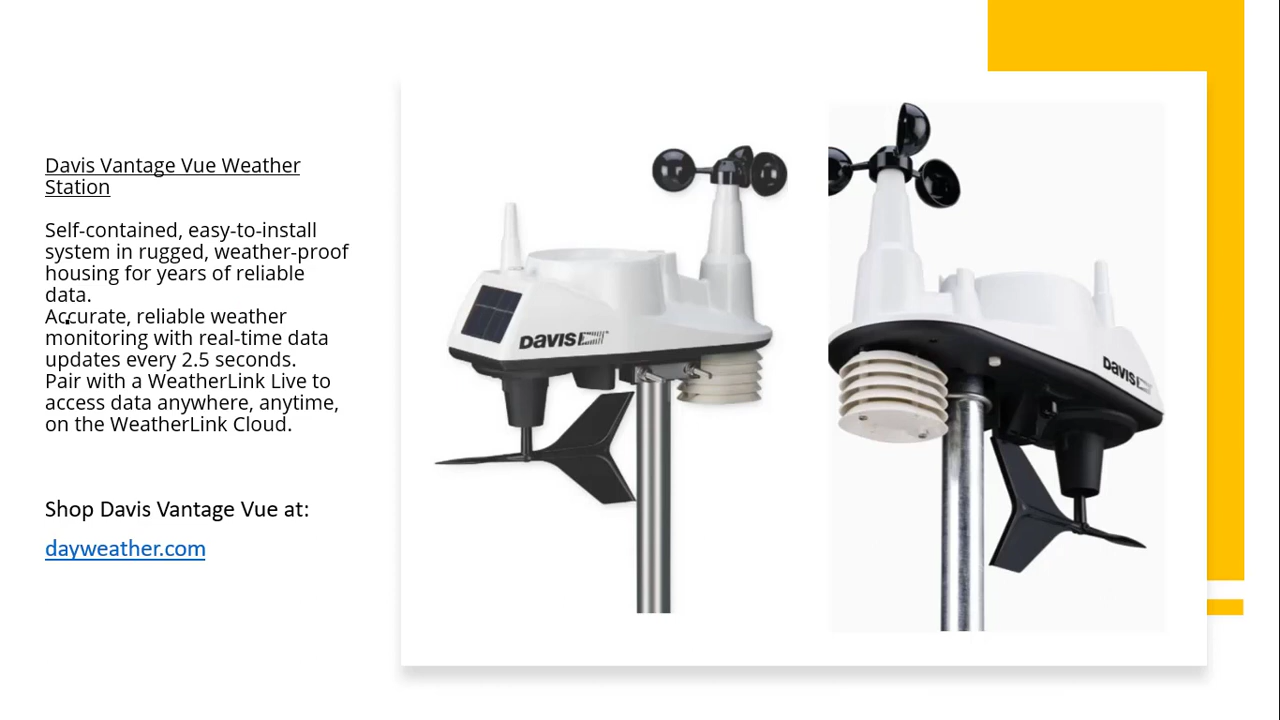 Davis Vantage Vue Weather
Station
Self-contained, easy-to-install
system in rugged, weather-proof
housing for years of reliable
data.
Accurate, reliable weather
monitoring with real-time data
updates every 2.5 seconds.
Pair with a WeatherLink Live to
access data anywhere, anytime,
on the WeatherLink Cloud.
Shop Davis Vantage Vue at:
dayweather.com
DAVIS
DAVIS